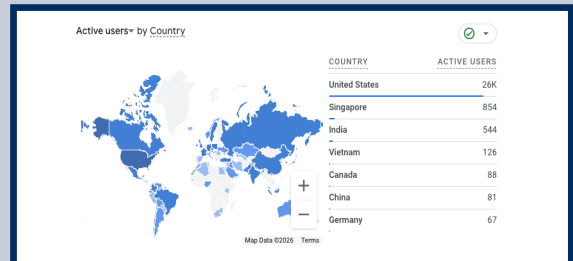 Active users by Country
COUNTRY ACTIVE USERS
United States 26K
Singapore 854
India 544
Vietnam 126
Canada 88
China 81
Germany 67
+
−
Map Data ©2026 Terms